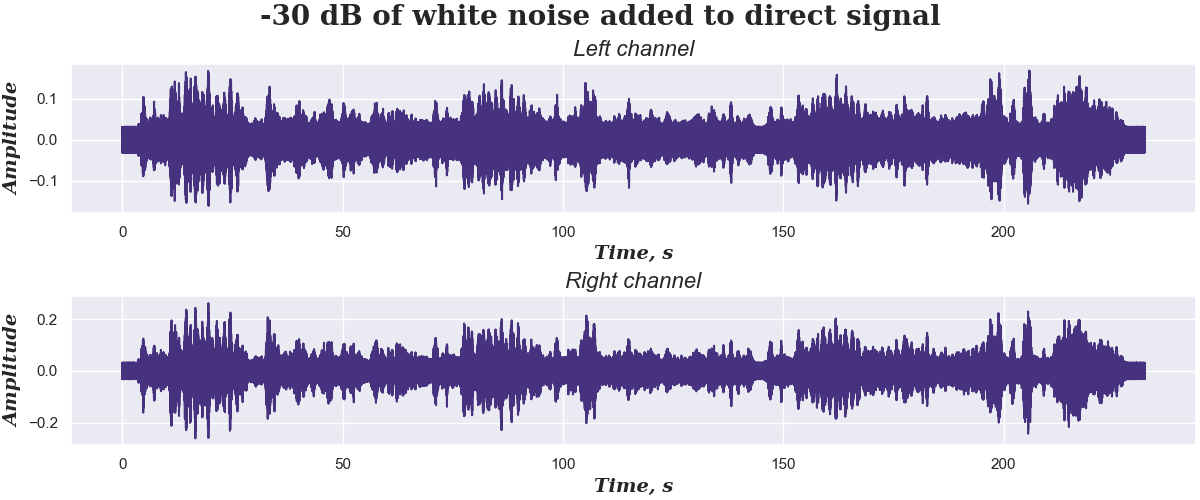 -30 dB of white noise added to direct signal
Left channel
Amplitude
0.1
0.0
−0.1
0 50 100 150 200
Time, s
Right channel
Amplitude
0.2
0.0
−0.2
0 50 100 150 200
Time, s